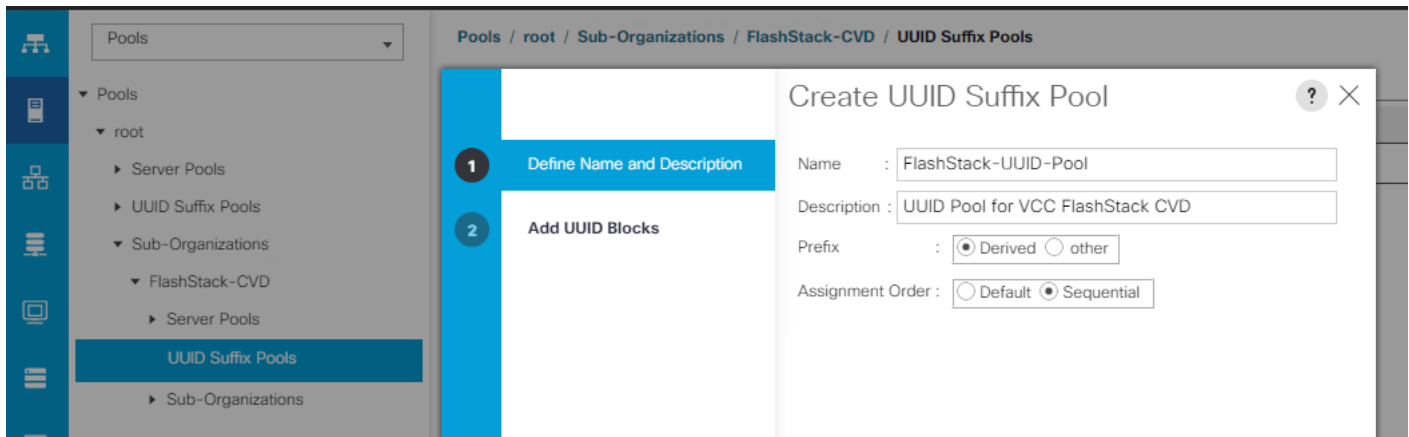 Pools
Pools / root / Sub-Organizations / FlashStack-CVD / UUID Suffix Pools
Pools
root
Server Pools
UUID Suffix Pools
Sub-Organizations
FlashStack-CVD
Server Pools
UUID Suffix Pools
Sub-Organizations
1 Define Name and Description
2 Add UUID Blocks
Create UUID Suffix Pool ?
Name : FlashStack-UUID-Pool
Description : UUID Pool for VCC FlashStack CVD
Prefix : Derived other
Assignment Order : Default Sequential